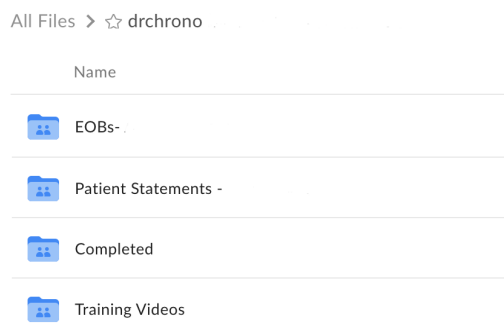 All Files > drchrono
Name
EOBs-
Patient Statements -
Completed
Training Videos